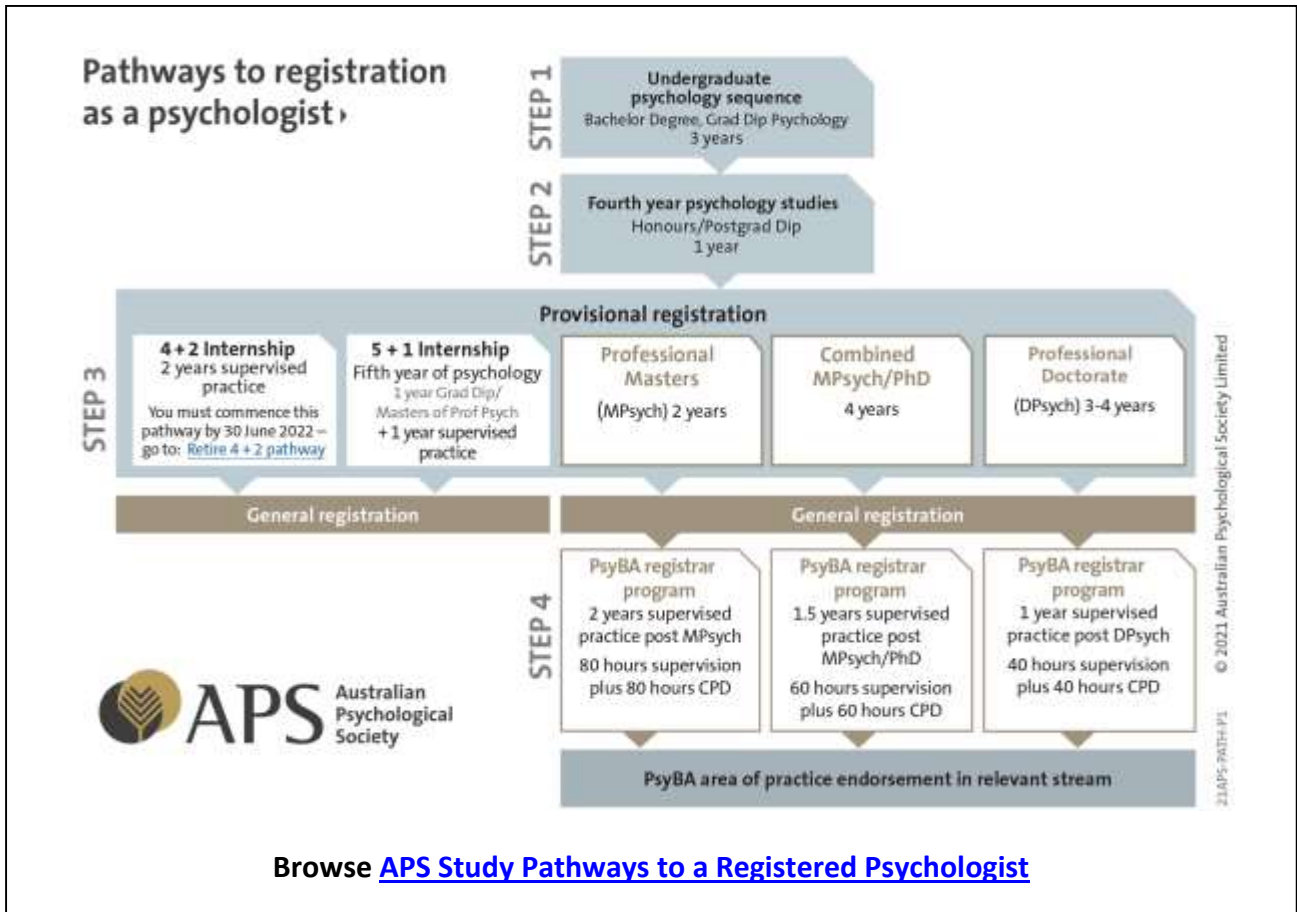 Pathways to registration
as a psychologist ›
STEP 1
Undergraduate
psychology sequence
Bachelor Degree, Grad Dip Psychology
3 years
STEP 2
Fourth year psychology studies
Honours/Postgrad Dip
1 year
STEP 3
Provisional registration
4 + 2 Internship
2 years supervised
practice
You must commence this
pathway by 30 June 2022 –
go to: Retire 4 + 2 pathway
5 + 1 Internship
Fifth year of psychology
1 year Grad Dip/
Masters of Prof Psych
+ 1 year supervised
practice
Professional
Masters
(MPsych) 2 years
Combined
MPsych/PhD
4 years
Professional
Doctorate
(DPsych) 3-4 years
General registration
General registration
STEP 4
PsyBA registrar
program
2 years supervised
practice post MPsych
80 hours supervision
plus 80 hours CPD
PsyBA registrar
program
1.5 years supervised
practice post
MPsych/PhD
60 hours supervision
plus 60 hours CPD
PsyBA registrar
program
1 year supervised
practice post DPsych
40 hours supervision
plus 40 hours CPD
PsyBA area of practice endorsement in relevant stream
APS
Australian
Psychological
Society
21APS-PATH-P1 © 2021 Australian Psychological Society Limited
Browse APS Study Pathways to a Registered Psychologist